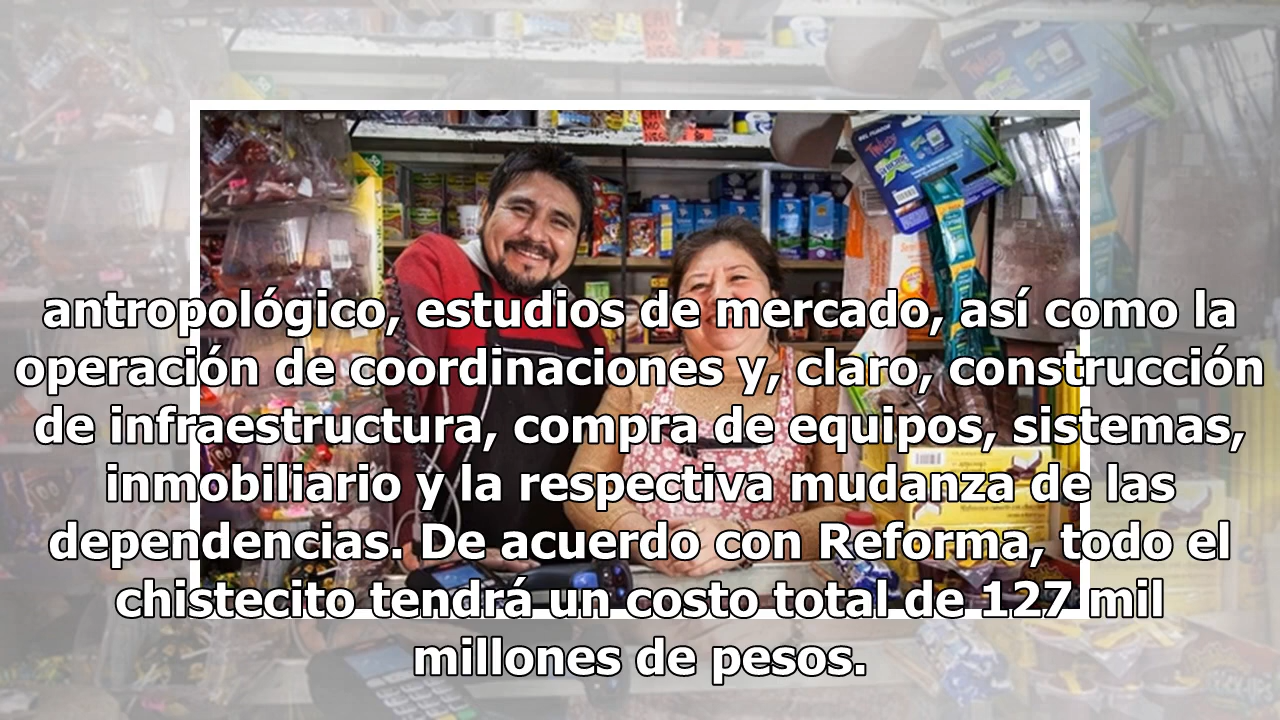 antropológico, estudios de mercado, así como la
operación de coordinaciones y, claro, construcción
de infraestructura, compra de equipos, sistemas,
inmobiliario y la respectiva mudanza de las
dependencias. De acuerdo con Reforma, todo el
chistecito tendrá un costo total de 127 mil
millones de pesos.